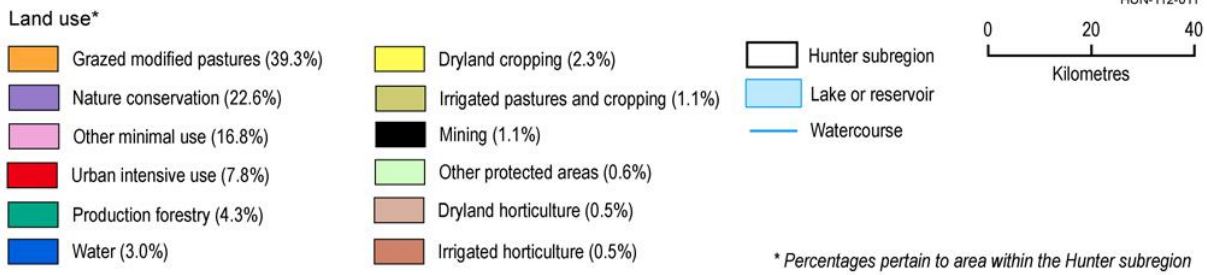 HUN-112-011
Land use*
Grazed modified pastures (39.3%)
Nature conservation (22.6%)
Other minimal use (16.8%)
Urban intensive use (7.8%)
Production forestry (4.3%)
Water (3.0%)
Dryland cropping (2.3%)
Irrigated pastures and cropping (1.1%)
Mining (1.1%)
Other protected areas (0.6%)
Dryland horticulture (0.5%)
Irrigated horticulture (0.5%)
Hunter subregion
Lake or reservoir
Watercourse
0 20 40
Kilometres
* Percentages pertain to area within the Hunter subregion